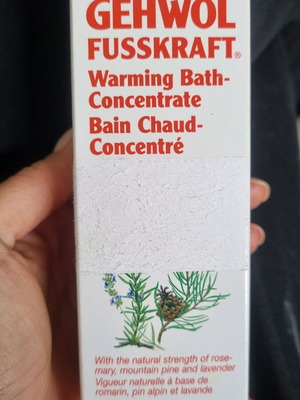 GEHWOL
FUSSKRAFT®
Warming Bath-
Concentrate
Bain Chaud-
Concentré
With the natural strength of rose-
mary, mountain pine and lavender
Vigueur naturelle à base de
romarin, pin alpin et lavande